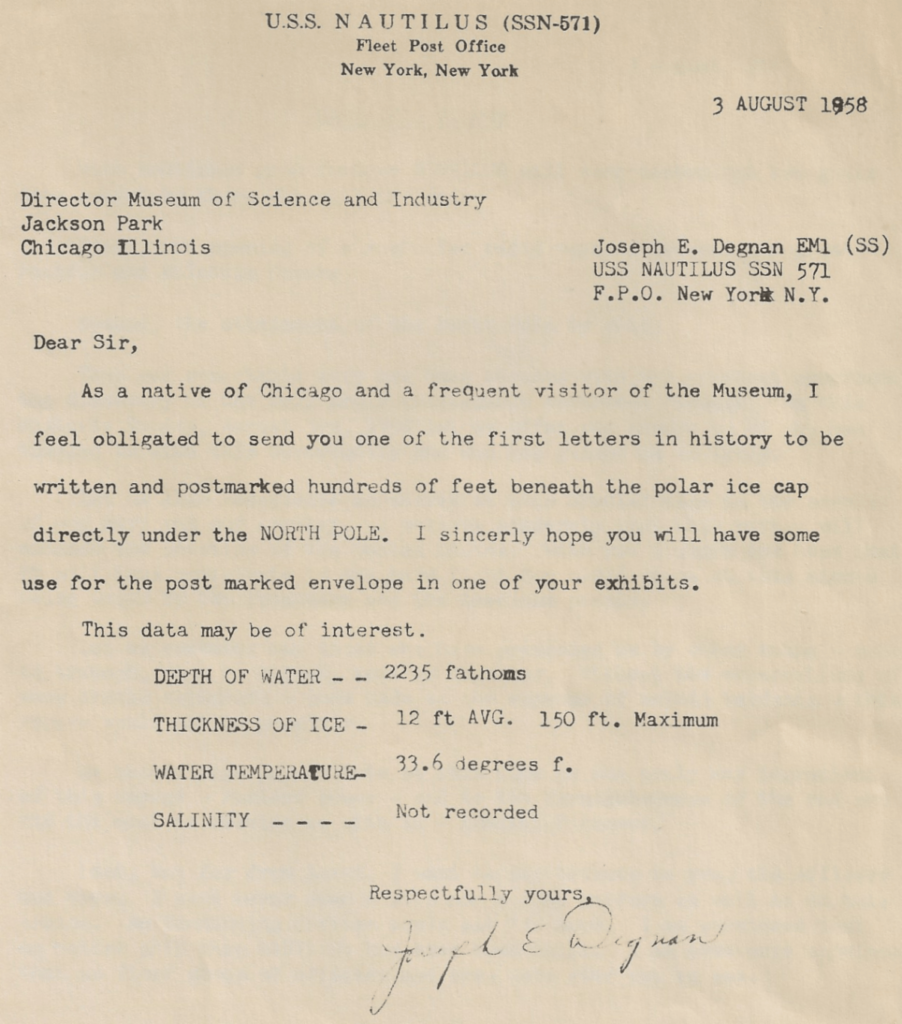 U.S.S. NAUTILUS (SSN-571)
Fleet Post Office
New York, New York
3 AUGUST 1958
Director Museum of Science and Industry
Jackson Park
Chicago Illinois
Joseph E. Degnan EM1 (SS)
USS NAUTILUS SSN 571
F.P.O. New York N.Y.
Dear Sir,
As a native of Chicago and a frequent visitor of the Museum, I
feel obligated to send you one of the first letters in history to be
written and postmarked hundreds of feet beneath the polar ice cap
directly under the NORTH POLE. I sincerly hope you will have some
use for the post marked envelope in one of your exhibits.
This data may be of interest.
DEPTH OF WATER - - 2235 fathoms
THICKNESS OF ICE - 12 ft AVG. 150 ft. Maximum
WATER TEMPERATURE- 33.6 degrees f.
SALINITY - - - - Not recorded
Respectfully yours,
Joseph E Degnan